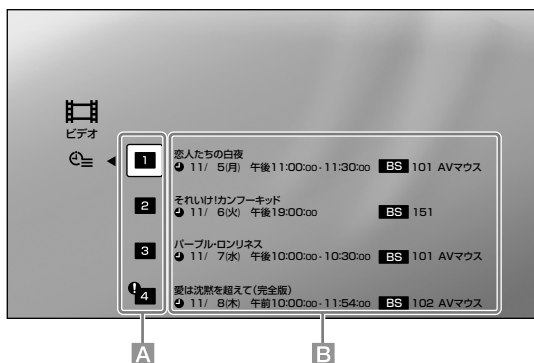 ビデオ
1
恋人たちの白夜
11/ 5(月) 午後11:00:00-11:30:00 BS 101 AVマウス
2
それいけ!カンフーキッド
11/ 6(火) 午後19:00:00 BS 151
3
パープル・ロンリネス
11/ 7(水) 午後10:00:00-10:30:00 BS 101 AVマウス
4
愛は沈黙を超えて(完全版)
11/ 8(木) 午前10:00:00-11:54:00 BS 102 AVマウス
A B